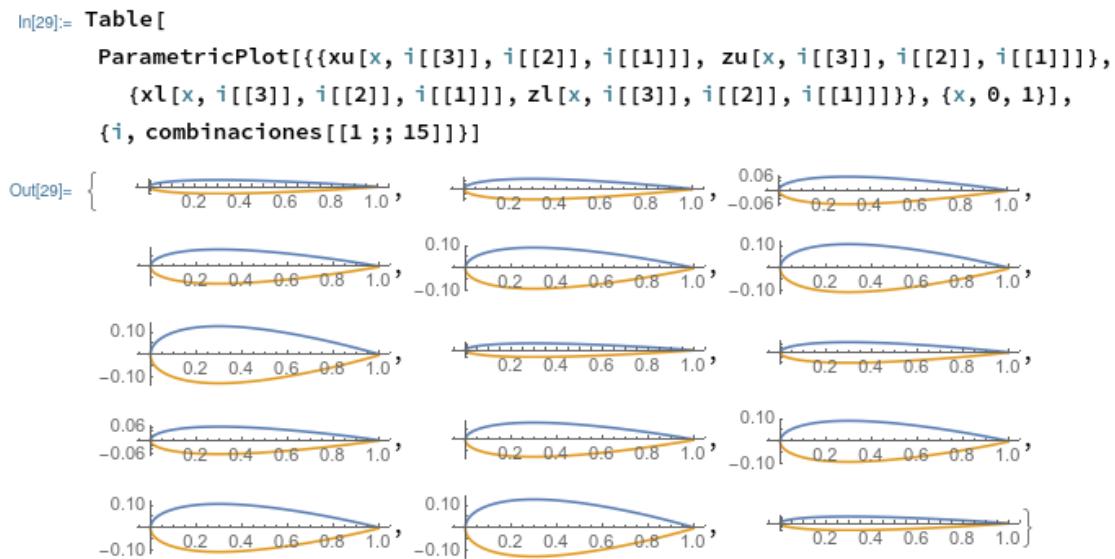 In[29]:= Table[
ParametricPlot[{{xu[x, i[[3]], i[[2]], i[[1]]], zu[x, i[[3]], i[[2]], i[[1]]]},
{xl[x, i[[3]], i[[2]], i[[1]]], zl[x, i[[3]], i[[2]], i[[1]]]}}, {x, 0, 1}],
{i, combinaciones[[1 ;; 15]]}]
Out[29]= { 0.2 0.4 0.6 0.8 1.0 , 0.2 0.4 0.6 0.8 1.0 , 0.06 -0.06 0.2 0.4 0.6 0.8 1.0 ,
0.2 0.4 0.6 0.8 1.0 , 0.10 -0.10 0.2 0.4 0.6 0.8 1.0 , 0.10 -0.10 0.2 0.4 0.6 0.8 1.0 ,
0.10 -0.10 0.2 0.4 0.6 0.8 1.0 , 0.2 0.4 0.6 0.8 1.0 , 0.2 0.4 0.6 0.8 1.0 ,
0.06 -0.06 0.2 0.4 0.6 0.8 1.0 , 0.2 0.4 0.6 0.8 1.0 , 0.10 -0.10 0.2 0.4 0.6 0.8 1.0 ,
0.10 -0.10 0.2 0.4 0.6 0.8 1.0 , 0.10 -0.10 0.2 0.4 0.6 0.8 1.0 , 0.2 0.4 0.6 0.8 1.0 }